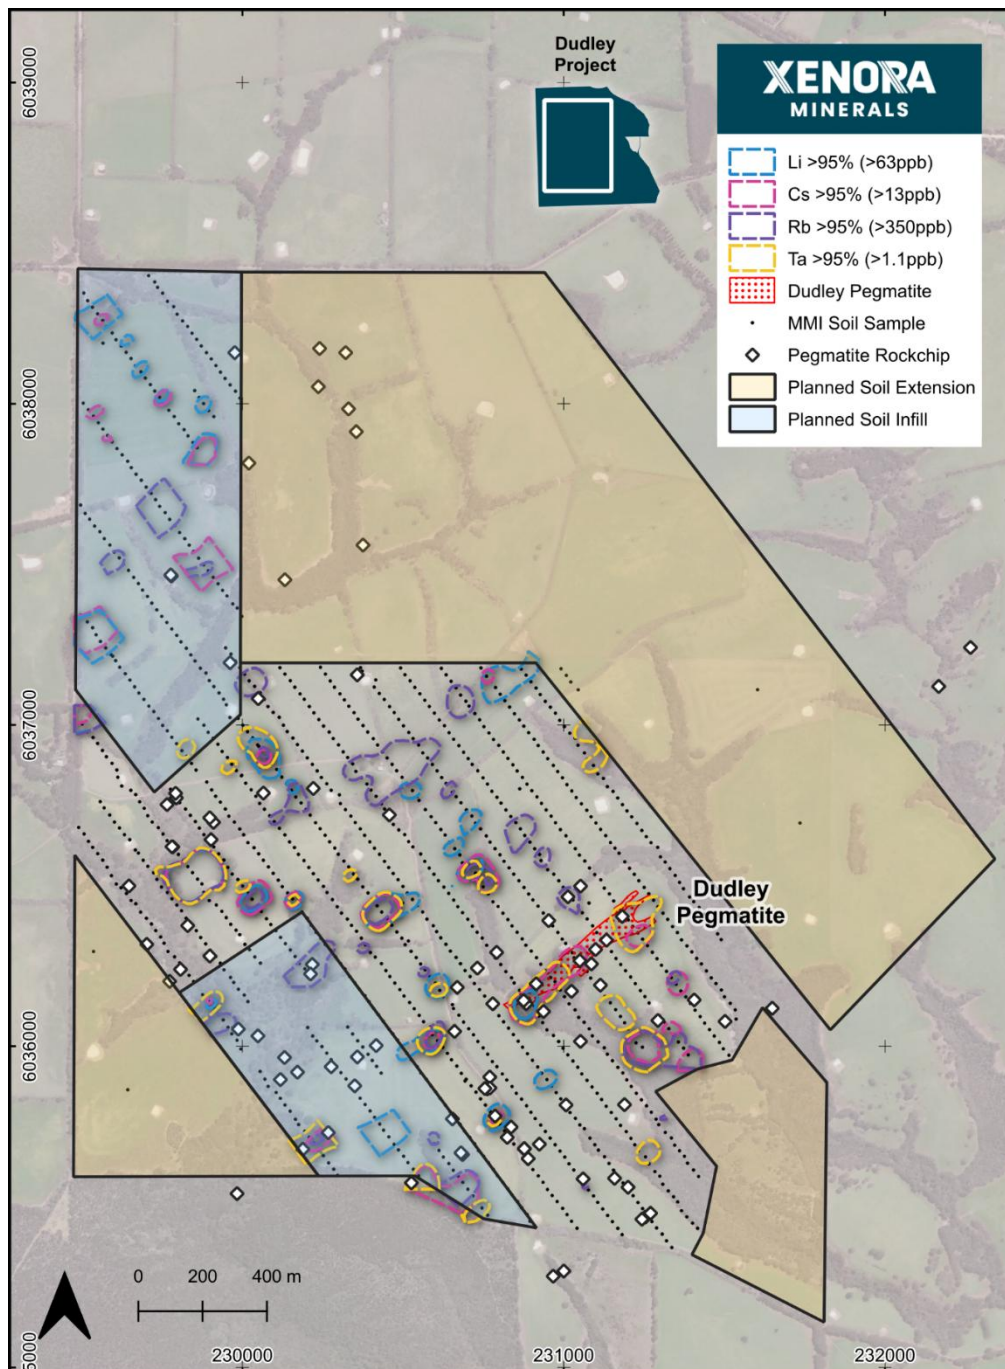 Dudley
Project
XENORA
MINERALS
Li >95% (>63ppb)
Cs >95% (>13ppb)
Rb >95% (>350ppb)
Ta >95% (>1.1ppb)
Dudley Pegmatite
MMI Soil Sample
Pegmatite Rockchip
Planned Soil Extension
Planned Soil Infill
6039000
6038000
6037000
6036000
5000
Dudley
Pegmatite
0 200 400 m
230000 231000 232000